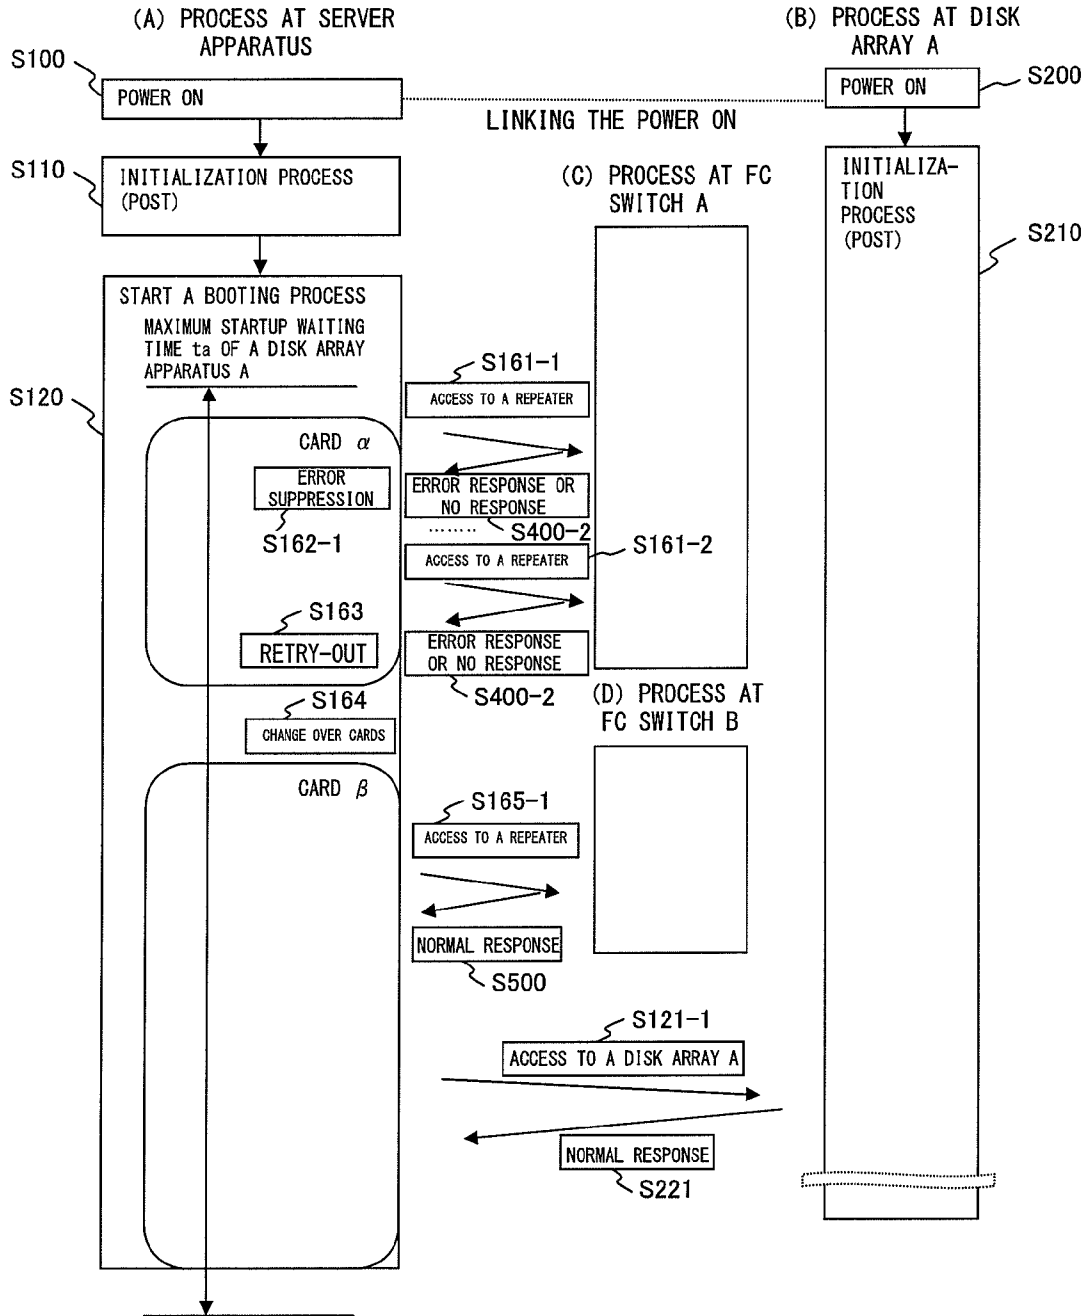 (A) PROCESS AT SERVER
APPARATUS
(B) PROCESS AT DISK
ARRAY A
S100
POWER ON
LINKING THE POWER ON
POWER ON
S200
S110
INITIALIZATION PROCESS
(POST)
(C) PROCESS AT FC
SWITCH A
INITIALIZA-
TION
PROCESS
(POST)
S210
START A BOOTING PROCESS
MAXIMUM STARTUP WAITING
TIME ta OF A DISK ARRAY
APPARATUS A
S120
S161-1
ACCESS TO A REPEATER
CARD α
ERROR
SUPPRESSION
S162-1
ERROR RESPONSE OR
NO RESPONSE
........
S400-2
S161-2
ACCESS TO A REPEATER
S163
RETRY-OUT
ERROR RESPONSE
OR NO RESPONSE
S400-2
S164
CHANGE OVER CARDS
(D) PROCESS AT
FC SWITCH B
CARD β
S165-1
ACCESS TO A REPEATER
NORMAL RESPONSE
S500
S121-1
ACCESS TO A DISK ARRAY A
NORMAL RESPONSE
S221